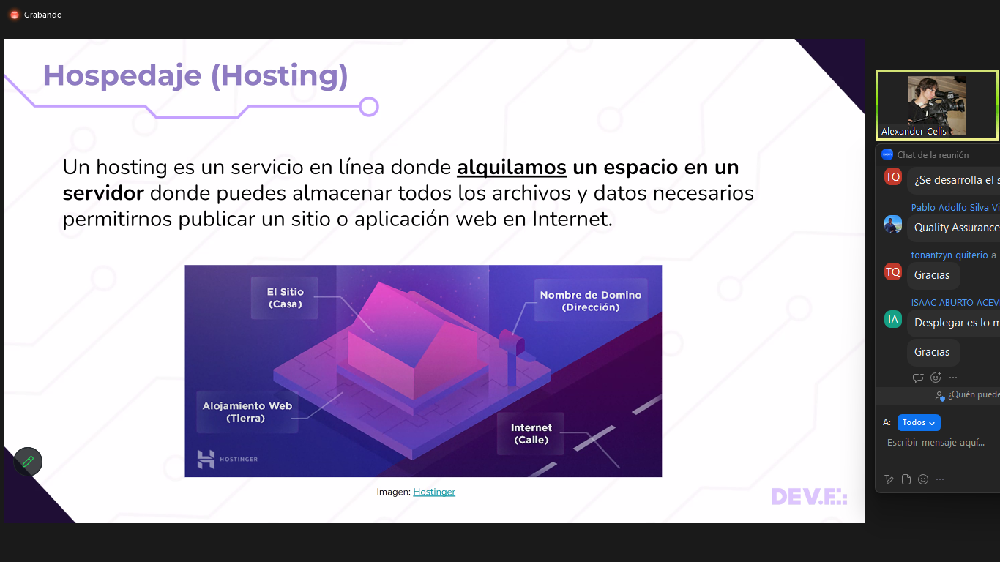 Grabando
Hospedaje (Hosting)
Un hosting es un servicio en línea donde alquilamos un espacio en un
servidor donde puedes almacenar todos los archivos y datos necesarios
permitirnos publicar un sitio o aplicación web en Internet.
El Sitio
(Casa)
Nombre de Domino
(Dirección)
Alojamiento Web
(Tierra)
Internet
(Calle)
HOSTINGER
Imagen: Hostinger
DEV.F
Alexander Celis
zoom
Chat de la reunión
TQ
¿Se desarrolla el s
Pablo Adolfo Silva Vi
Quality Assurance
tonantzyn quiterio a
TQ
Gracias
ISAAC ABURTO ACEV
IA
Desplegar es lo m
Gracias
¿Quién puede
A:
Todos
Escribir mensaje aquí...